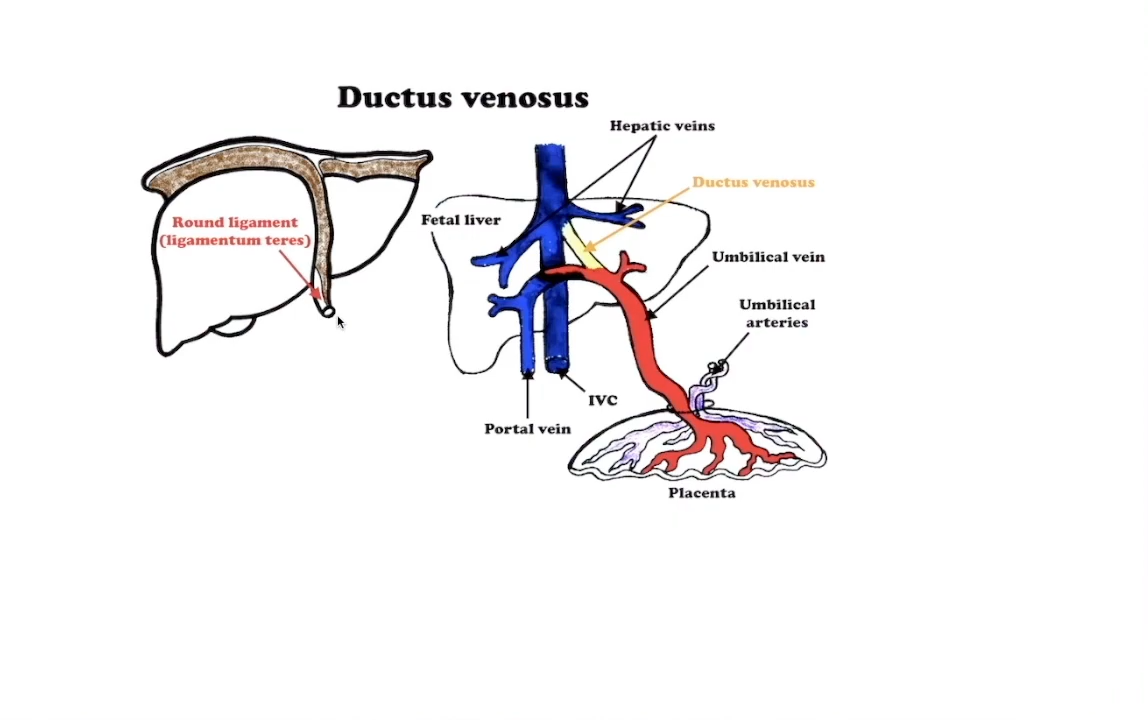 Ductus venosus
Hepatic veins
Ductus venosus
Fetal liver
Round ligament
(ligamentum teres)
Umbilical vein
Umbilical
arteries
IVC
Portal vein
Placenta